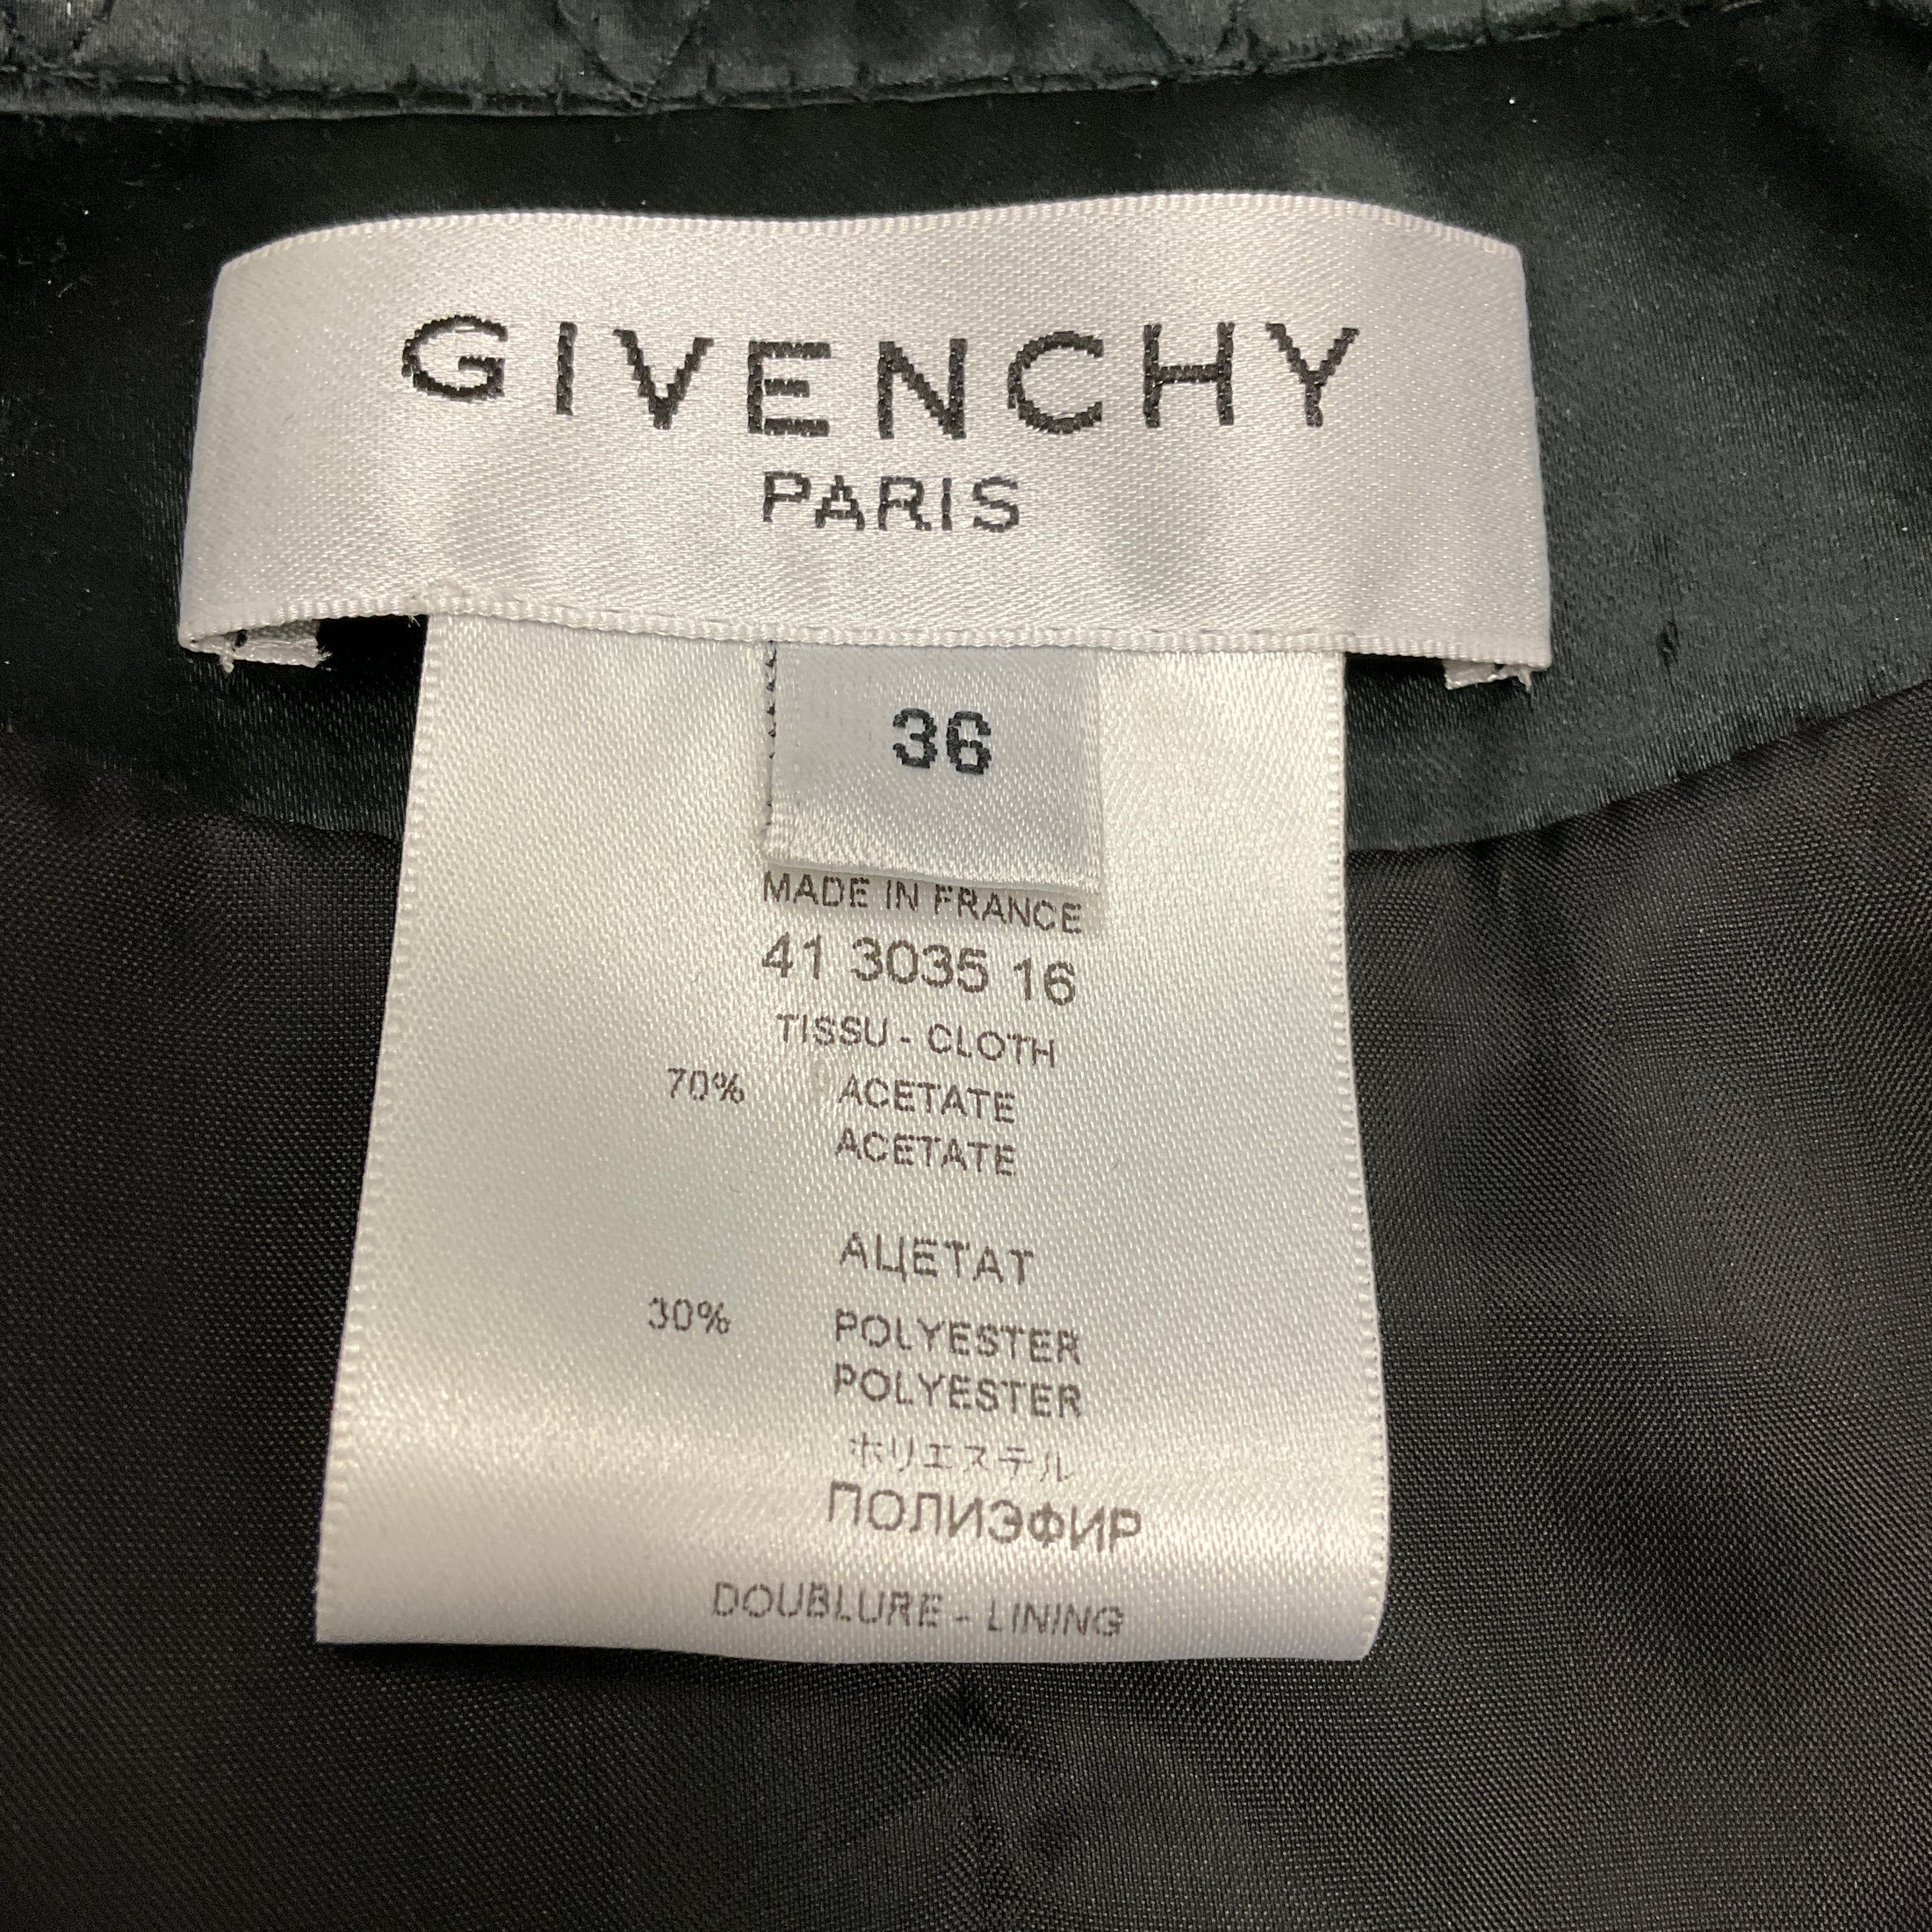 GIVENCHY
PARIS
36
MADE IN FRANCE
41 3035 16
TISSU - CLOTH
70% ACETATE
ACETATE
АЦЕТАТ
30% POLYESTER
POLYESTER
ポリエステル
ПОЛИЭФИР
DOUBLURE - LINING